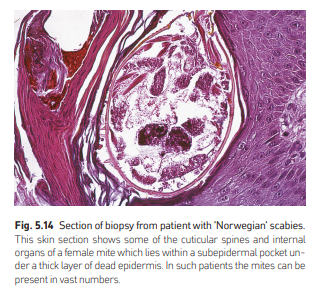 Fig. 5.14 Section of biopsy from patient with 'Norwegian' scabies.
This skin section shows some of the cuticular spines and internal
organs of a female mite which lies within a subepidermal pocket un-
der a thick layer of dead epidermis. In such patients the mites can be
present in vast numbers.